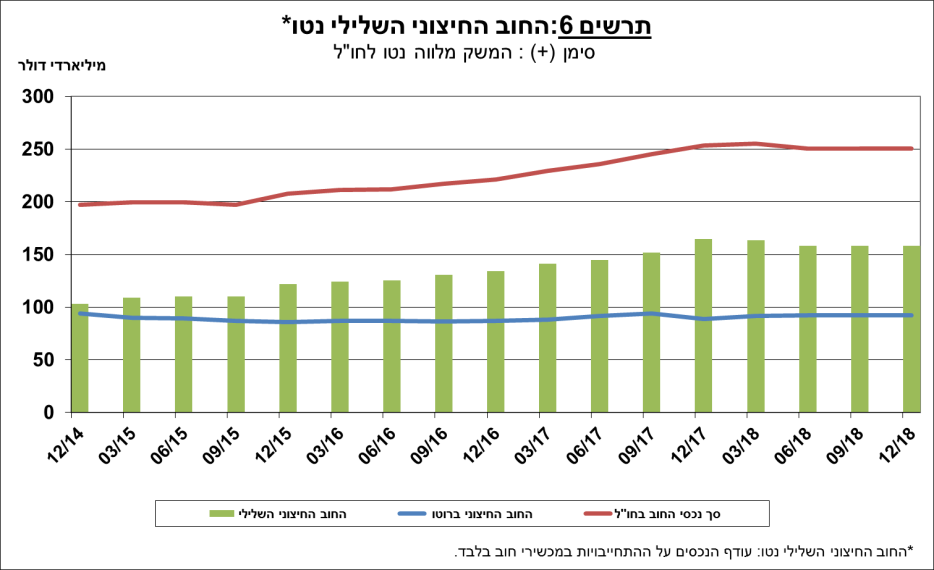 תרשים 6:החוב החיצוני השלילי נטו*
סימן (+) : המשק מלווה נטו לחו"ל
מיליארדי דולר
300
250
200
150
100
50
0
12/14 03/15 06/15 09/15 12/15 03/16 06/16 09/16 12/16 03/17 06/17 09/17 12/17 03/18 06/18 09/18 12/18
סך נכסי החוב בחו"ל החוב החיצוני ברוטו החוב החיצוני השלילי
*החוב החיצוני השלילי נטו: עודף הנכסים על ההתחייבויות במכשירי חוב בלבד.